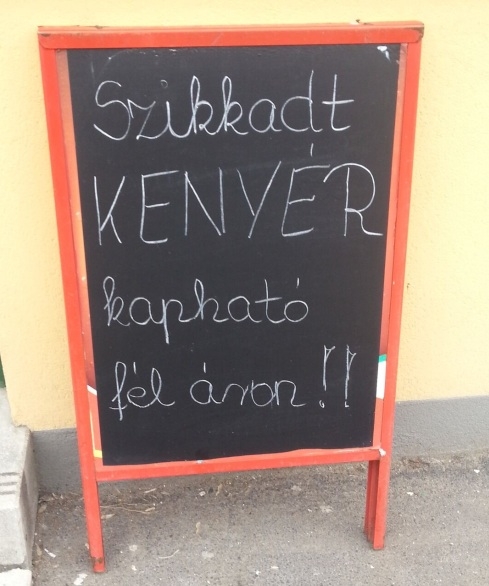 Szikkadt
KENYÉR
kapható
fél áron!!